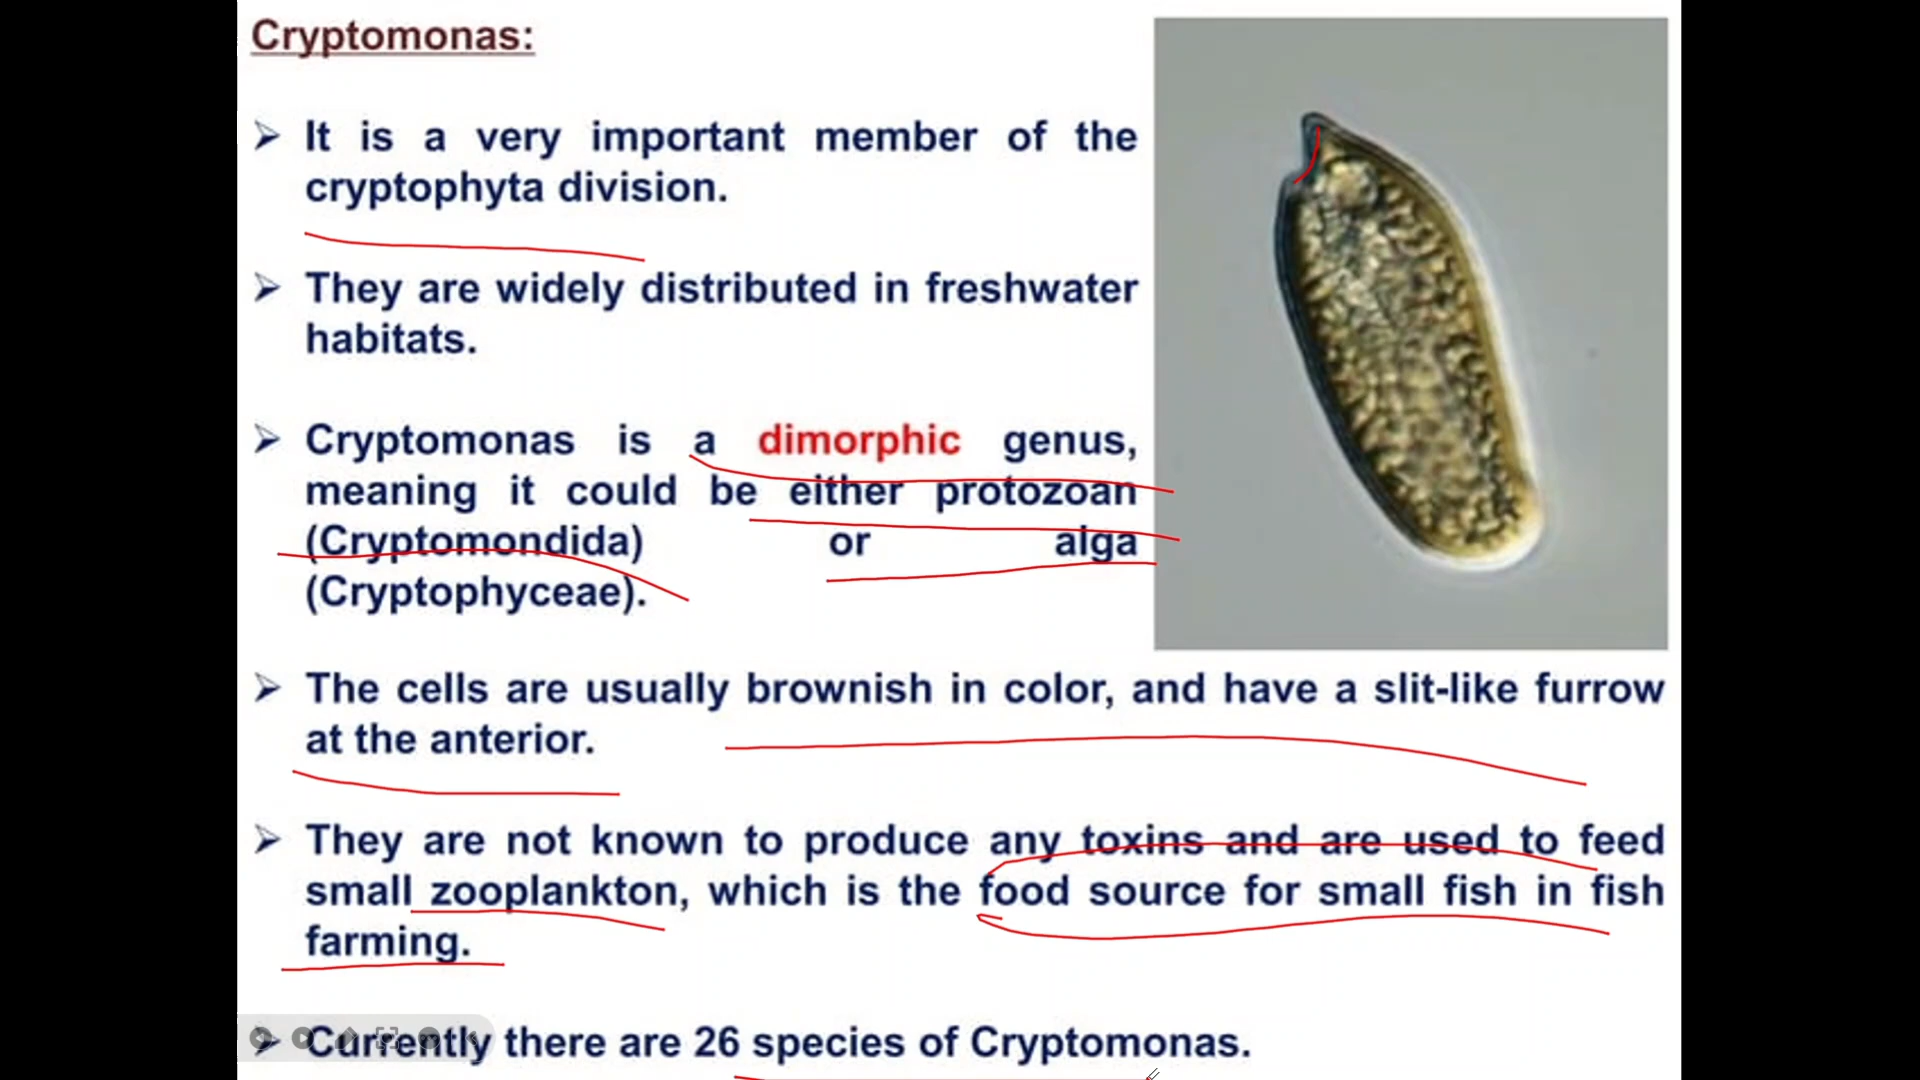 Cryptomonas:
➢ It is a very important member of the
cryptophyta division.
➢ They are widely distributed in freshwater
habitats.
➢ Cryptomonas is a dimorphic genus,
meaning it could be either protozoan
(Cryptomondida) or alga
(Cryptophyceae).
➢ The cells are usually brownish in color, and have a slit-like furrow
at the anterior.
➢ They are not known to produce any toxins and are used to feed
small zooplankton, which is the food source for small fish in fish
farming.
➢ Currently there are 26 species of Cryptomonas.